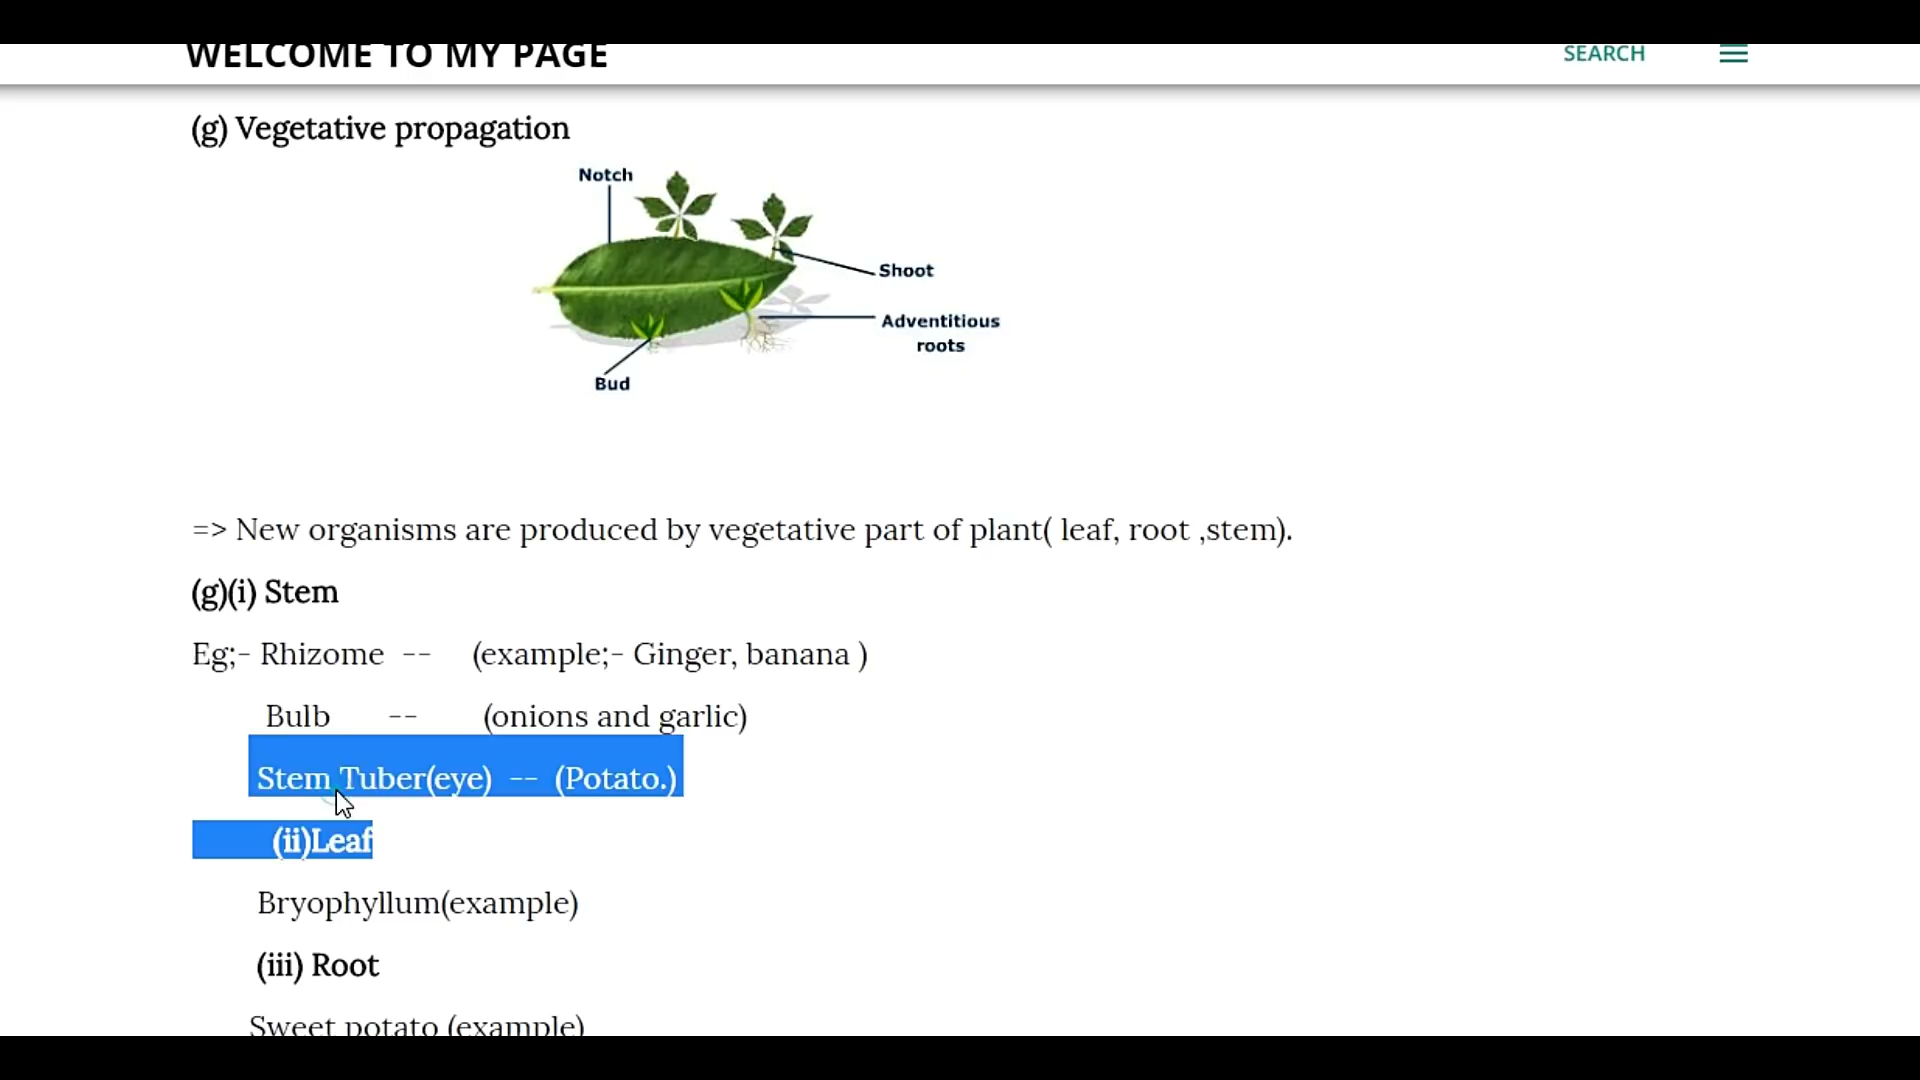 WELCOME TO MY PAGE
SEARCH
(g) Vegetative propagation
Notch
Shoot
Adventitious
roots
Bud
=> New organisms are produced by vegetative part of plant( leaf, root ,stem).
(g)(i) Stem
Eg;- Rhizome -- (example;- Ginger, banana )
Bulb -- (onions and garlic)
Stem Tuber(eye) -- (Potato.)
(ii)Leaf
Bryophyllum(example)
(iii) Root
Sweet potato (example)